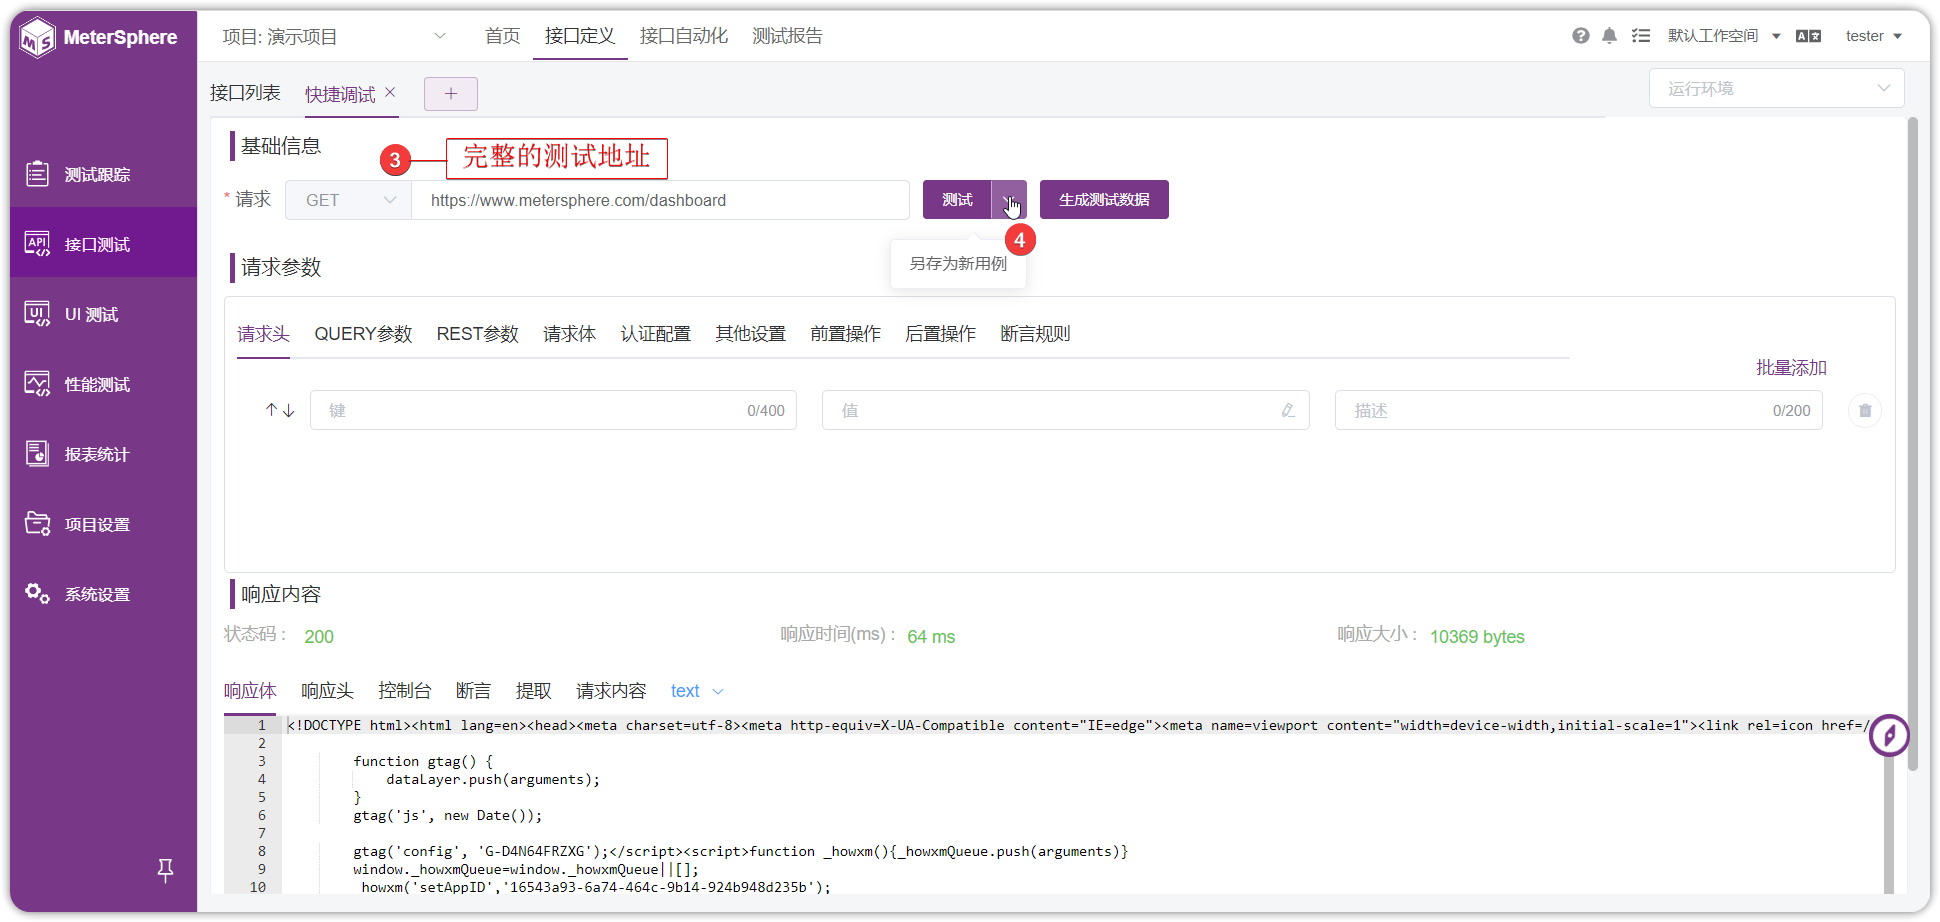 MeterSphere
项目: 演示项目
首页
接口定义
接口自动化
测试报告
默认工作空间
tester
接口列表
快捷调试
+
运行环境
测试跟踪
接口测试
UI 测试
性能测试
报表统计
项目设置
系统设置
基础信息
3
完整的测试地址
* 请求
GET
https://www.metersphere.com/dashboard
测试
生成测试数据
4
另存为新用例
请求参数
请求头
QUERY参数
REST参数
请求体
认证配置
其他设置
前置操作
后置操作
断言规则
批量添加
键
0/400
值
描述
0/200
响应内容
状态码 : 200
响应时间(ms) : 64 ms
响应大小 : 10369 bytes
响应体
响应头
控制台
断言
提取
请求内容
text
1 <!DOCTYPE html><html lang=en><head><meta charset=utf-8><meta http-equiv=X-UA-Compatible content="IE=edge"><meta name=viewport content="width=device-width,initial-scale=1"><link rel=icon href=/
2
3 function gtag() {
4 dataLayer.push(arguments);
5 }
6 gtag('js', new Date());
7
8 gtag('config', 'G-D4N64FRZXG');</script><script>function _howxm(){_howxmQueue.push(arguments)}
9 window._howxmQueue=window._howxmQueue||[];
10 _howxm('setAppID','16543a93-6a74-464c-9b14-924b948d235b');